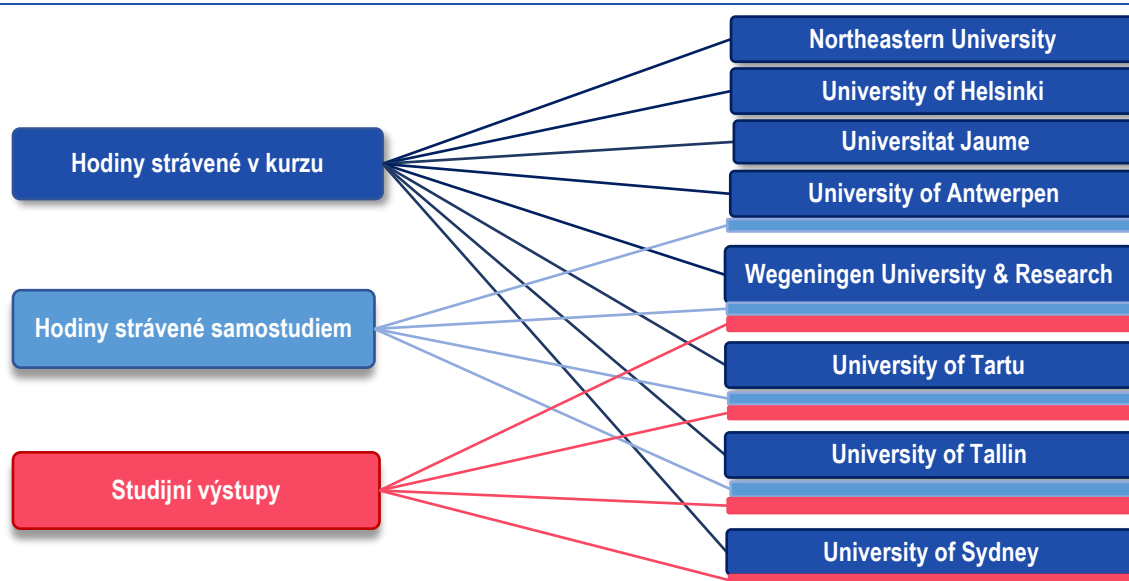 Hodiny strávené v kurzu
Hodiny strávené samostudiem
Studijní výstupy
Northeastern University
University of Helsinki
Universitat Jaume
University of Antwerpen
Wegeningen University & Research
University of Tartu
University of Tallin
University of Sydney